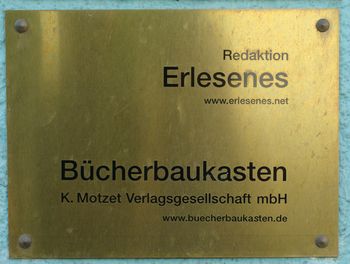 Redaktion
Erlesenes
www.erlesenes.net
Bücherbaukasten
K. Motzet Verlagsgesellschaft mbH
www.buecherbaukasten.de